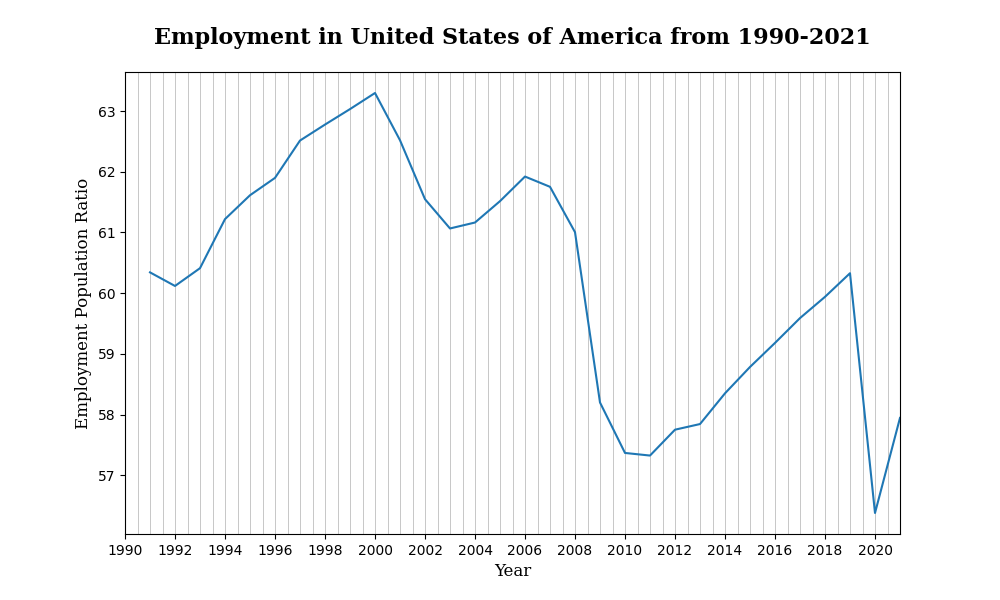 Employment in United States of America from 1990-2021
Employment Population Ratio
63
62
61
60
59
58
57
1990 1992 1994 1996 1998 2000 2002 2004 2006 2008 2010 2012 2014 2016 2018 2020
Year